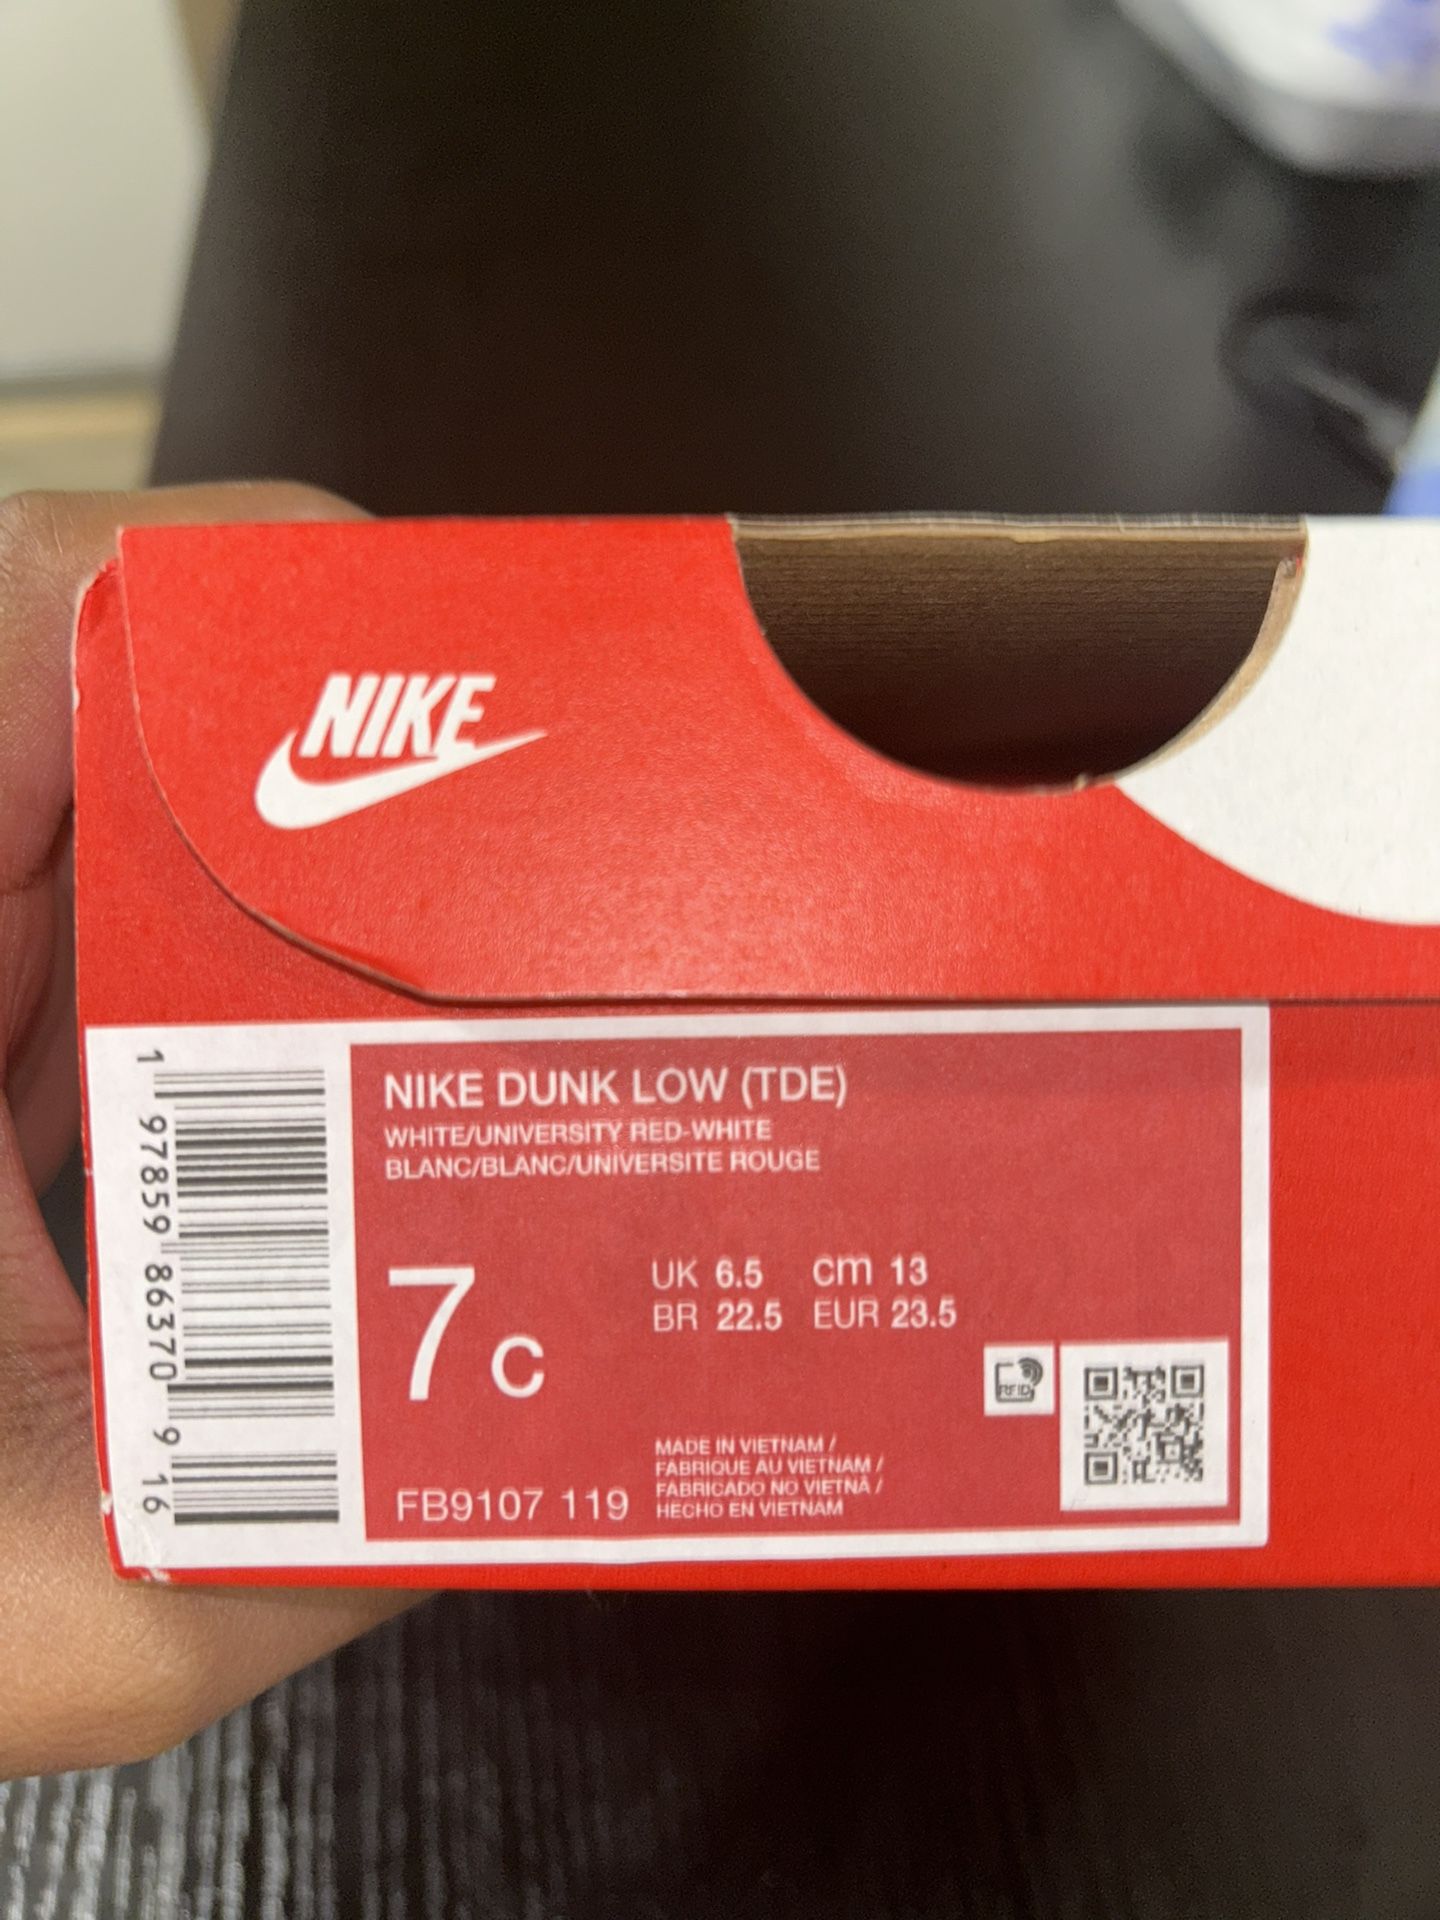 NIKE
NIKE DUNK LOW (TDE)
WHITE/UNIVERSITY RED-WHITE
BLANC/BLANC/UNIVERSITE ROUGE
7 c
UK 6.5 cm 13
BR 22.5 EUR 23.5
RFID
MADE IN VIETNAM /
FABRIQUE AU VIETNAM /
FABRICADO NO VIETNÃ /
HECHO EN VIETNAM
FB9107 119
1 97859 86370 9 16